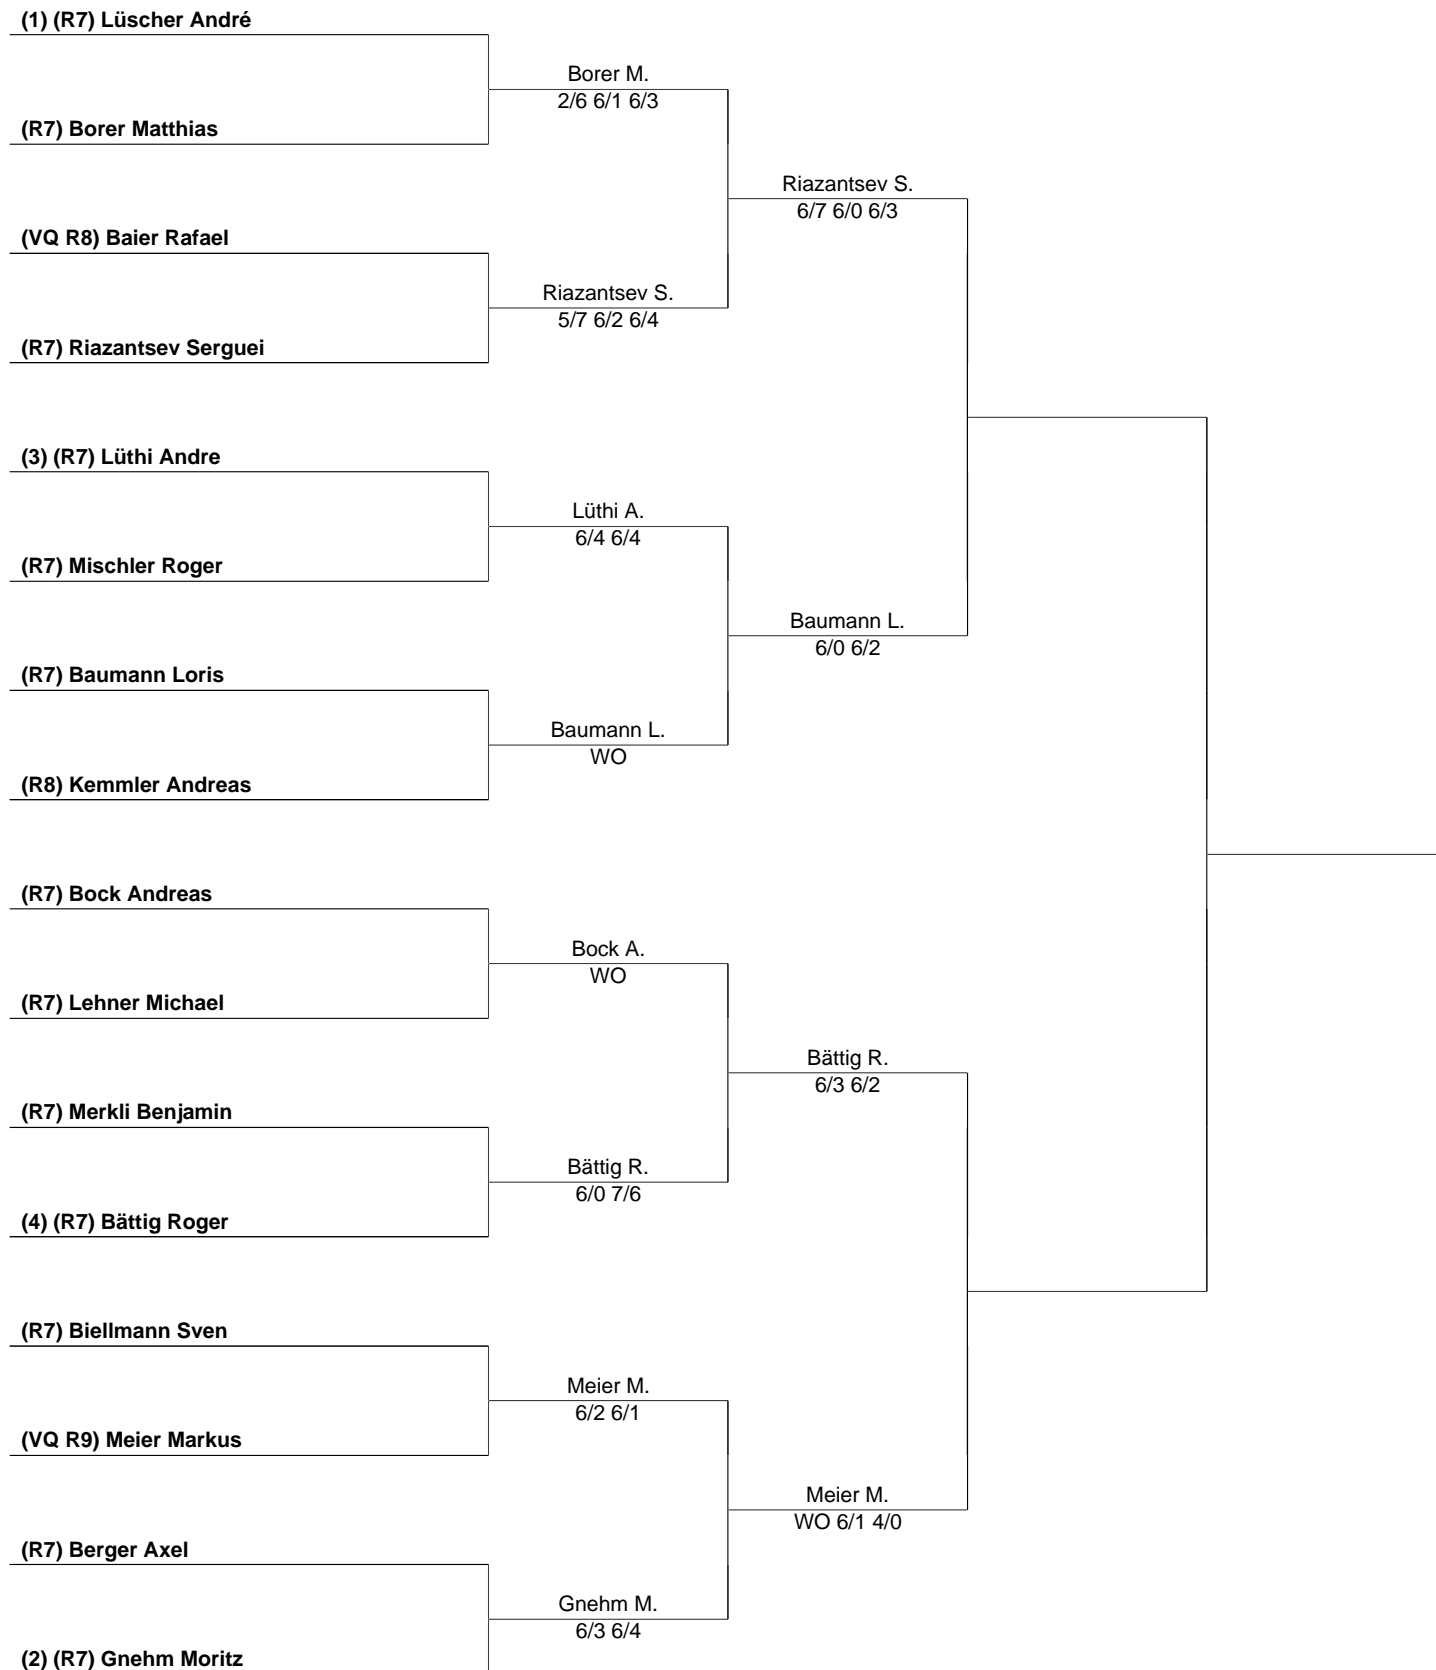 (1) (R7) Lüscher André
Borer M.
2/6 6/1 6/3
(R7) Borer Matthias
Riazantsev S.
6/7 6/0 6/3
(VQ R8) Baier Rafael
Riazantsev S.
5/7 6/2 6/4
(R7) Riazantsev Serguei
(3) (R7) Lüthi Andre
Lüthi A.
6/4 6/4
(R7) Mischler Roger
Baumann L.
6/0 6/2
(R7) Baumann Loris
Baumann L.
WO
(R8) Kemmler Andreas
(R7) Bock Andreas
Bock A.
WO
(R7) Lehner Michael
Bättig R.
6/3 6/2
(R7) Merkli Benjamin
Bättig R.
6/0 7/6
(4) (R7) Bättig Roger
(R7) Biellmann Sven
Meier M.
6/2 6/1
(VQ R9) Meier Markus
Meier M.
WO 6/1 4/0
(R7) Berger Axel
Gnehm M.
6/3 6/4
(2) (R7) Gnehm Moritz